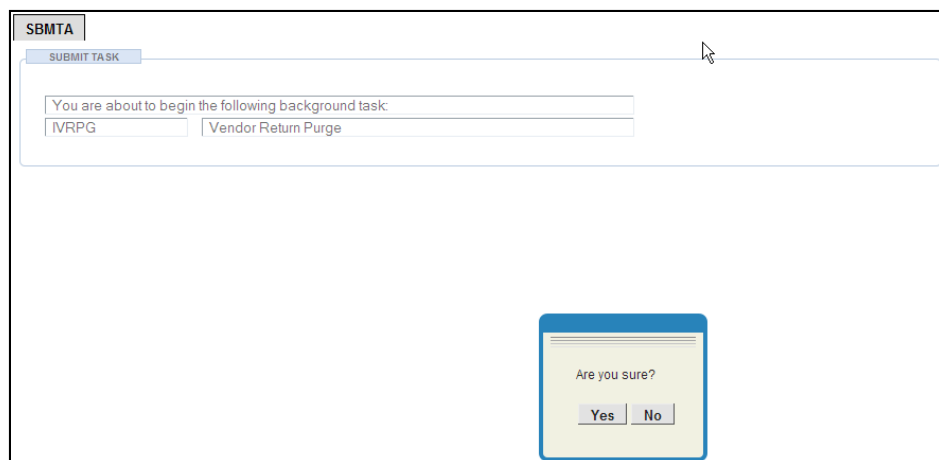 SBMTA
SUBMIT TASK
You are about to begin the following background task:
IVRPG Vendor Return Purge
Are you sure?
Yes No